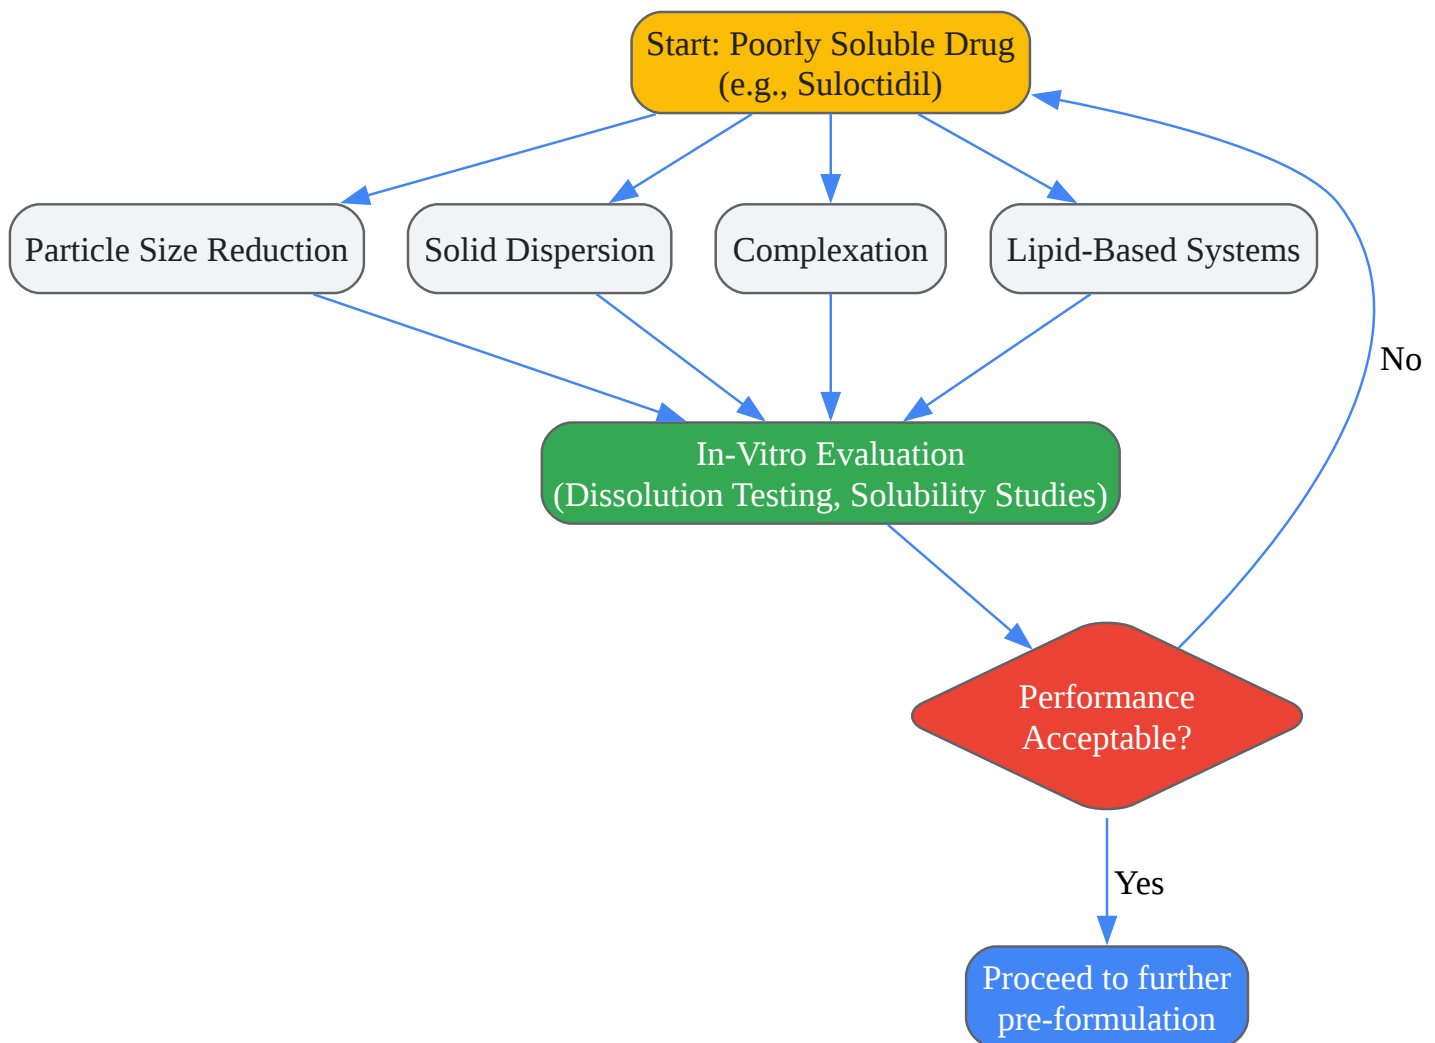 Start: Poorly Soluble Drug
(e.g., Suloctidil)
Particle Size Reduction
Solid Dispersion
Complexation
Lipid-Based Systems
No
In-Vitro Evaluation
(Dissolution Testing, Solubility Studies)
Performance
Acceptable?
Yes
Proceed to further
pre-formulation